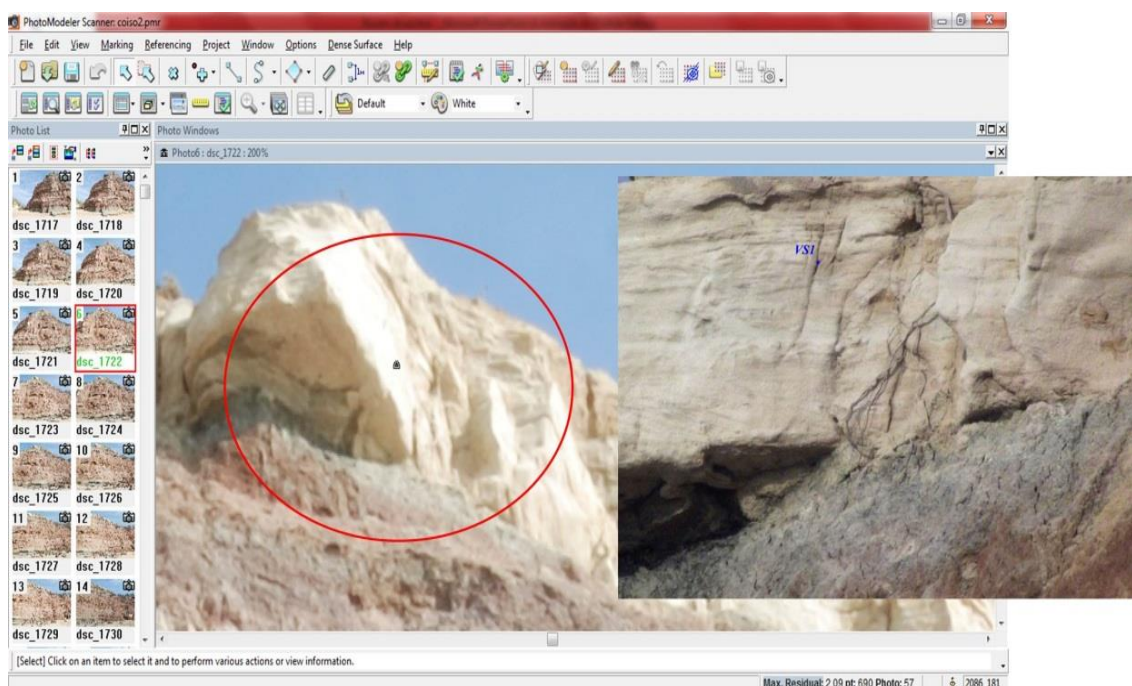 PhotoModeler Scanner: coiso2.pmr
File Edit View Marking Referencing Project Window Options Dense Surface Help
Default White
Photo List
Photo Windows
Photo6 : dsc_1722 : 200%
1 2
dsc_1717 dsc_1718
3 4
dsc_1719 dsc_1720
5 6
dsc_1721 dsc_1722
7 8
dsc_1723 dsc_1724
9 10
dsc_1725 dsc_1726
11 12
dsc_1727 dsc_1728
13 14
dsc_1729 dsc_1730
VS1
[Select] Click on an item to select it and to perform various actions or view information.
Max. Residual: 2.09 pt: 690 Photo: 57 2086, 181